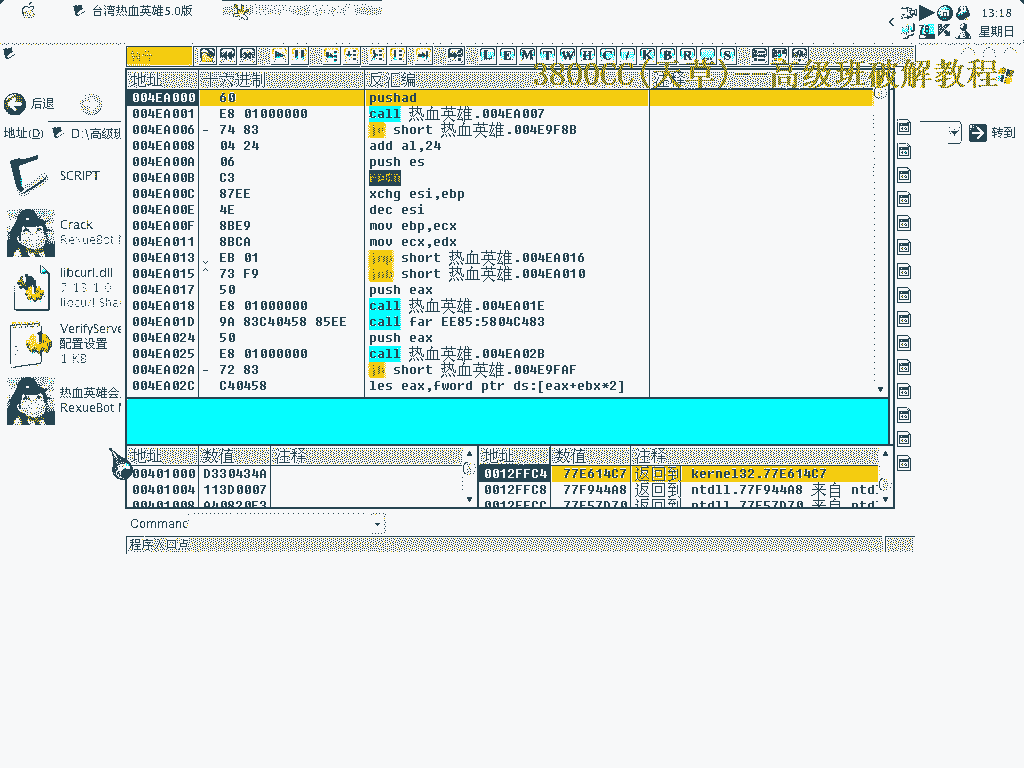 台湾热血英雄5.0版
13:18
星期日
3800CC(大草)——高级班破解教程
L E M T W H C / K B R ... S
后退
地址(D) D:\高级班
转到
SCRIPT
Crack
RexueBot
libcurl.dll
7.13.1.0
libcurl Sha
VerifyServe
配置设置
1 KB
热血英雄会
RexueBot
地址 十六进制 反汇编
004EA000 60 pushad
004EA001 E8 01000000 call 热血英雄.004EA007
004EA006 - 74 83 je short 热血英雄.004E9F8B
004EA008 04 24 add al,24
004EA00A 06 push es
004EA00B C3 retn
004EA00C 87EE xchg esi,ebp
004EA00E 4E dec esi
004EA00F 8BE9 mov ebp,ecx
004EA011 8BCA mov ecx,edx
004EA013 EB 01 jmp short 热血英雄.004EA016
004EA015 73 F9 jnb short 热血英雄.004EA010
004EA017 50 push eax
004EA018 E8 01000000 call 热血英雄.004EA01E
004EA01D 9A 83C40458 85EE call far EE85:5804C483
004EA024 50 push eax
004EA025 E8 01000000 call 热血英雄.004EA02B
004EA02A - 72 83 jb short 热血英雄.004E9FAF
004EA02C C40458 les eax,fword ptr ds:[eax+ebx*2]
地址 数值 注释
00401000 D330434A
00401004 113D0007
00401008 A40820F3
地址 数值 注释
0012FFC4 77E614C7 返回到 kernel32.77E614C7
0012FFC8 77F944A8 返回到 ntdll.77F944A8 来自 ntd
0012FFCC 77F57D70 返回到 ntdll.77F57D70 来自 ntd
Command
程序入口点